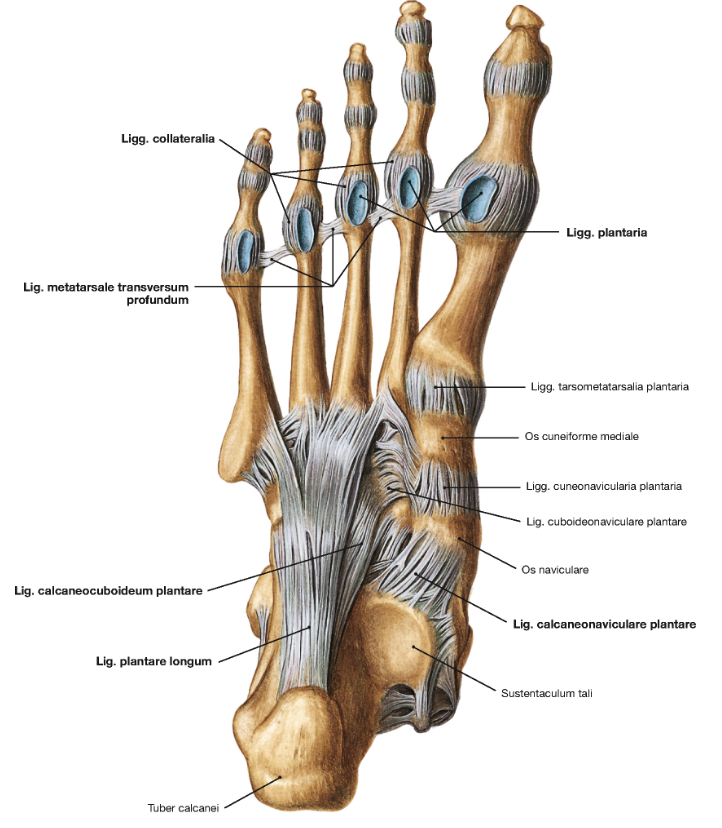 Ligg. collateralia
Ligg. plantaria
Lig. metatarsale transversum
profundum
Ligg. tarsometatarsalia plantaria
Os cuneiforme mediale
Ligg. cuneonavicularia plantaria
Lig. cuboideonaviculare plantare
Os naviculare
Lig. calcaneocuboideum plantare
Lig. calcaneonaviculare plantare
Lig. plantare longum
Sustentaculum tali
Tuber calcanei